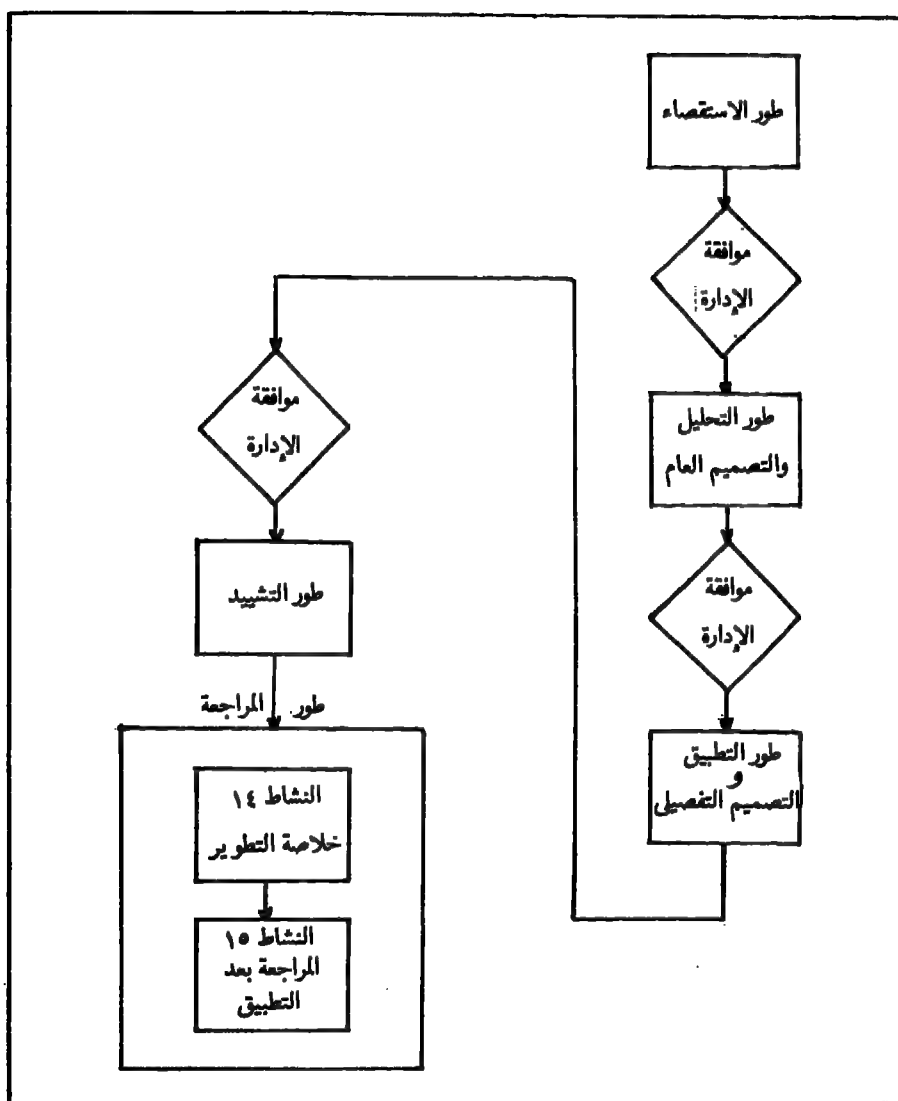 طور الاستقصاء
موافقة
الإدارة
طور التحليل
والتصميم العام
موافقة
الإدارة
طور التطبيق
و
التصميم التفصيلى
موافقة
الإدارة
طور التشييد
طور المراجعة
النشاط ١٤
خلاصة التطوير
النشاط ١٥
المراجعة بعد
التطبيق